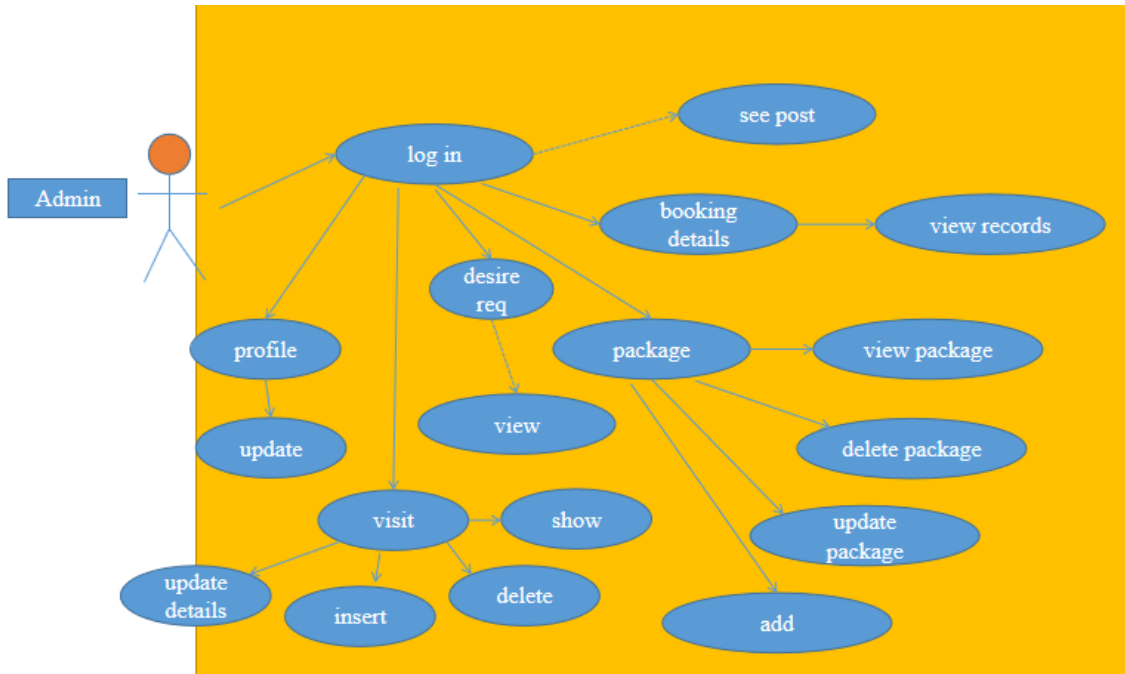 see post
log in
Admin
booking
details
view records
desire
req
profile
package
view package
view
update
delete package
visit
show
update
package
update
details
insert
delete
add